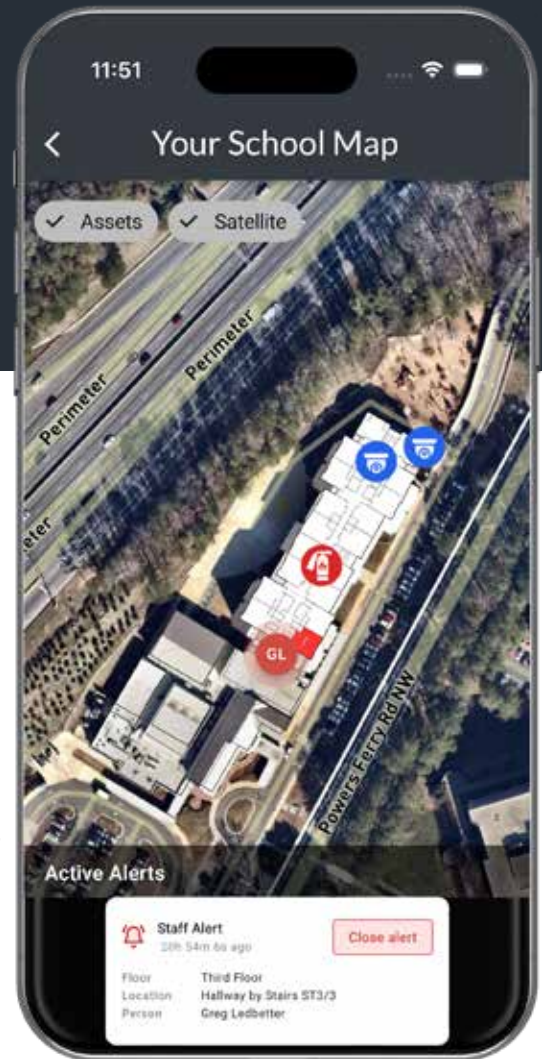 11:51
Your School Map
Assets
Satellite
Perimeter
Perimeter
eter
GL
Powers Ferry Rd NW
Active Alerts
Staff Alert
Close alert
54m 6s ago
Floor Third Floor
Location Hallway by Stairs ST3/3
Person Greg Ledbetter